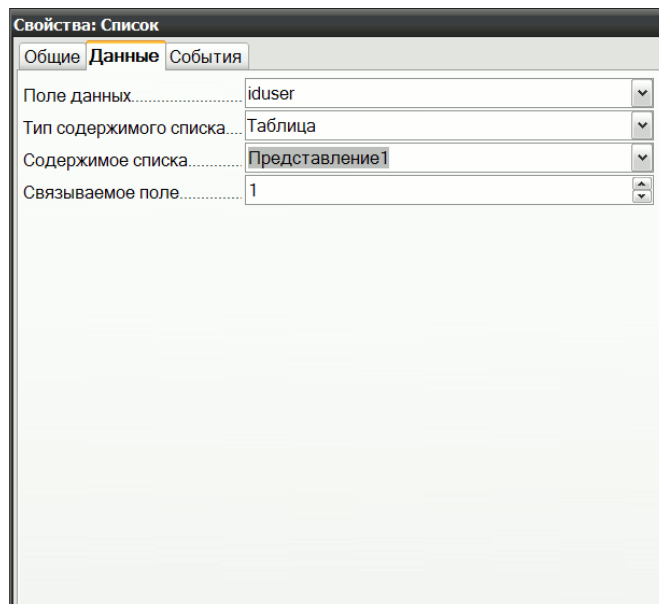 Свойства: Список
Общие Данные События
Поле данных....................... iduser
Тип содержимого списка.... Таблица
Содержимое списка............ Представление1
Связываемое поле.............. 1